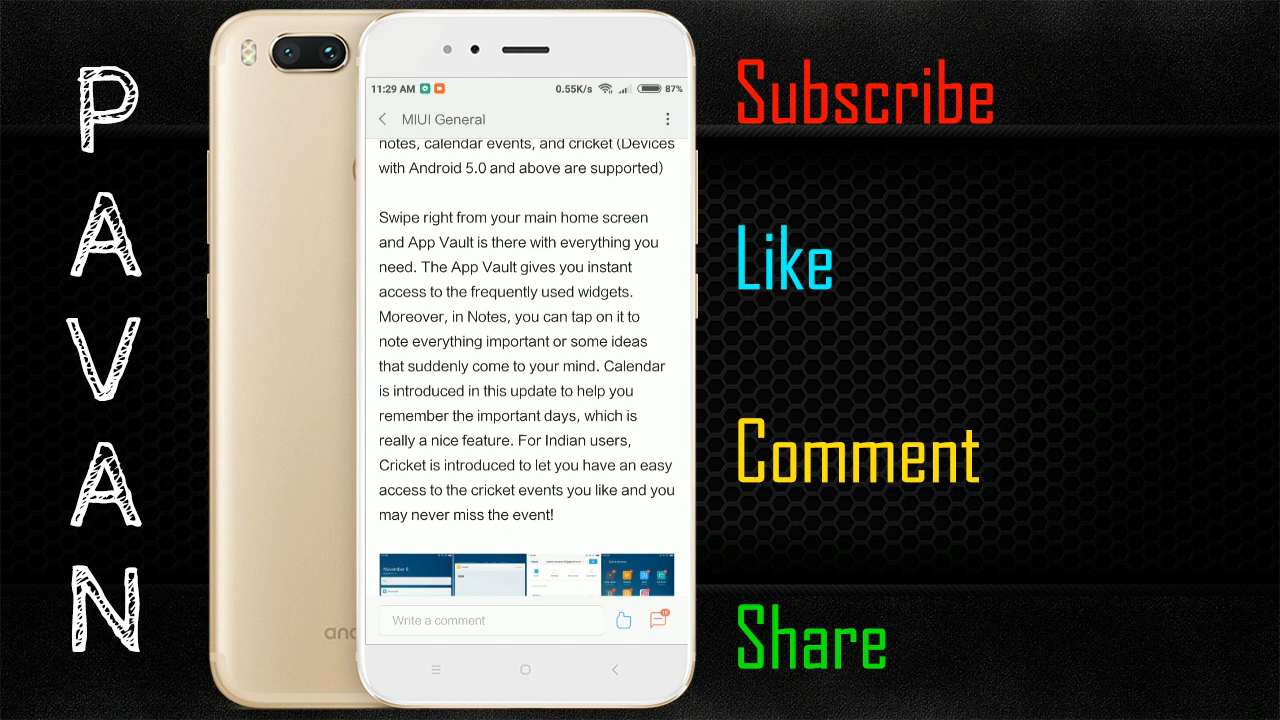 PAVAN
11:29 AM 0.55K/s 87%
MIUI General
notes, calendar events, and cricket (Devices
with Android 5.0 and above are supported)
Swipe right from your main home screen
and App Vault is there with everything you
need. The App Vault gives you instant
access to the frequently used widgets.
Moreover, in Notes, you can tap on it to
note everything important or some ideas
that suddenly come to your mind. Calendar
is introduced in this update to help you
remember the important days, which is
really a nice feature. For Indian users,
Cricket is introduced to let you have an easy
access to the cricket events you like and you
may never miss the event!
November 9
Write a comment
1K
Subscribe
Like
Comment
Share